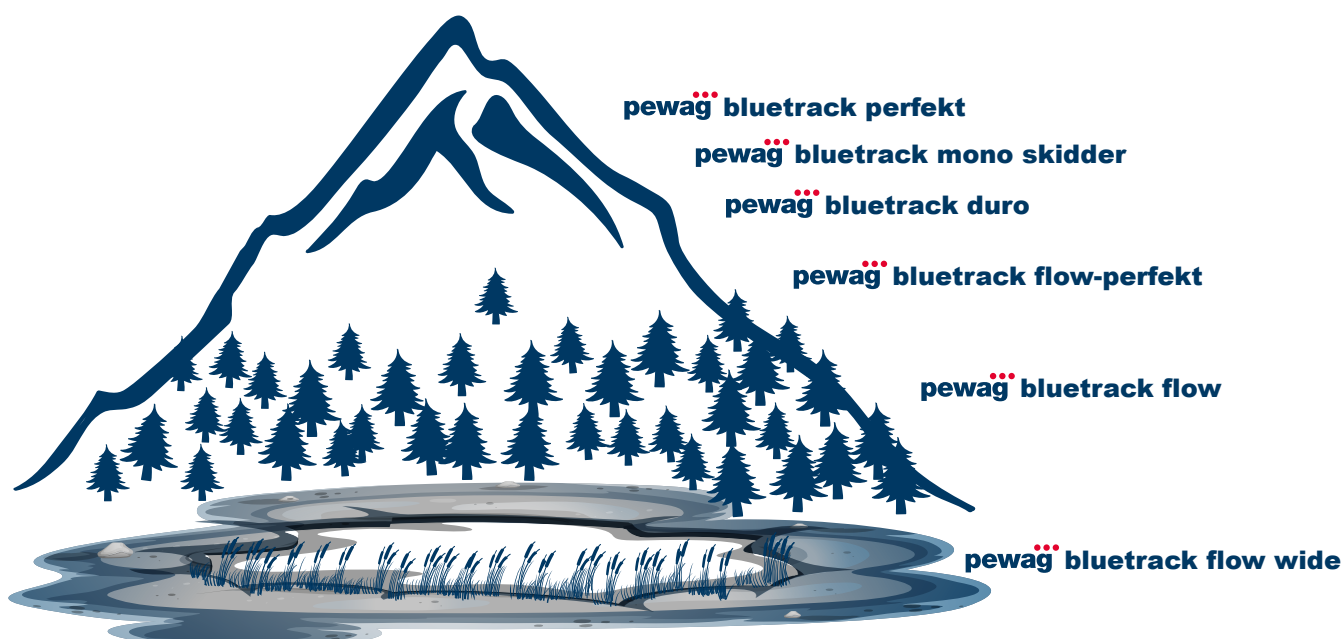 pewag bluetrack perfekt
pewag bluetrack mono skidder
pewag bluetrack duro
pewag bluetrack flow-perfekt
pewag bluetrack flow
pewag bluetrack flow wide